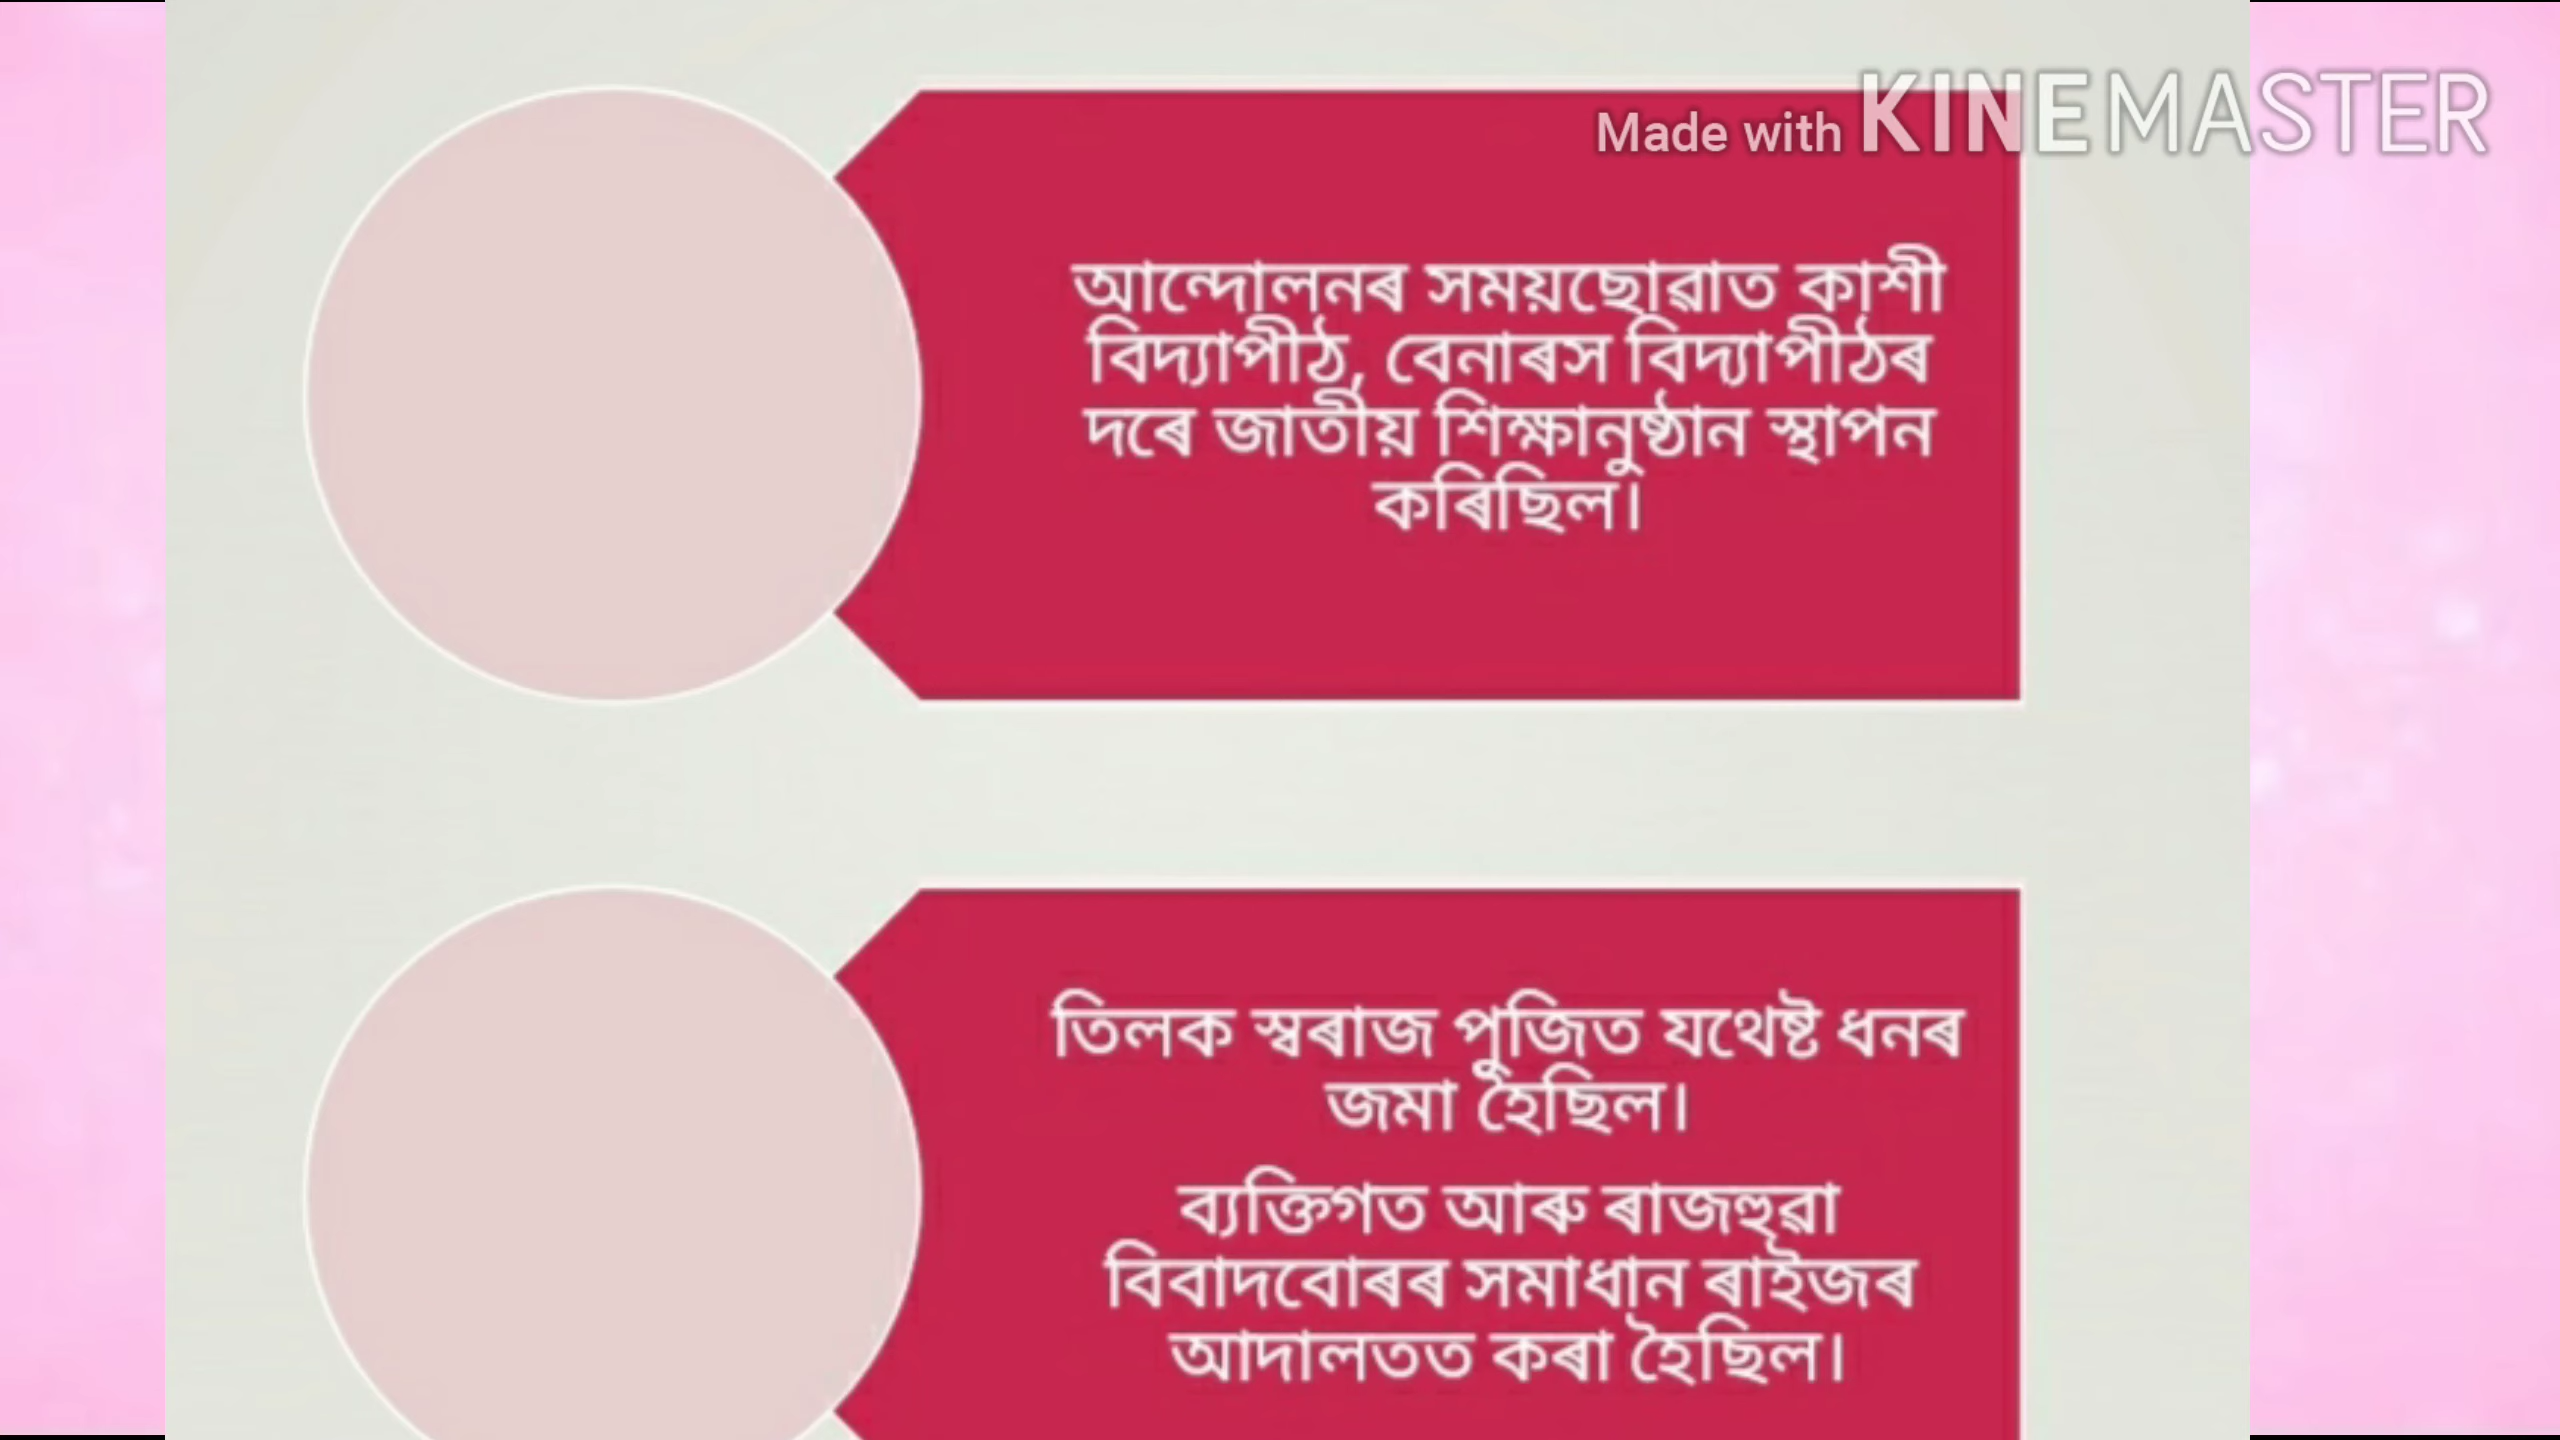 Made with KINEMASTER
আন্দোলনৰ সময়ছোৱাত কাশী
বিদ্যাপীঠ, বেনাৰস বিদ্যাপীঠৰ
দৰে জাতীয় শিক্ষানুষ্ঠান স্থাপন
কৰিছিল।
তিলক স্বৰাজ পুজিত যথেষ্ট ধনৰ
জমা হৈছিল।
ব্যক্তিগত আৰু ৰাজহুৱা
বিবাদবোৰৰ সমাধান ৰাইজৰ
আদালতত কৰা হৈছিল।